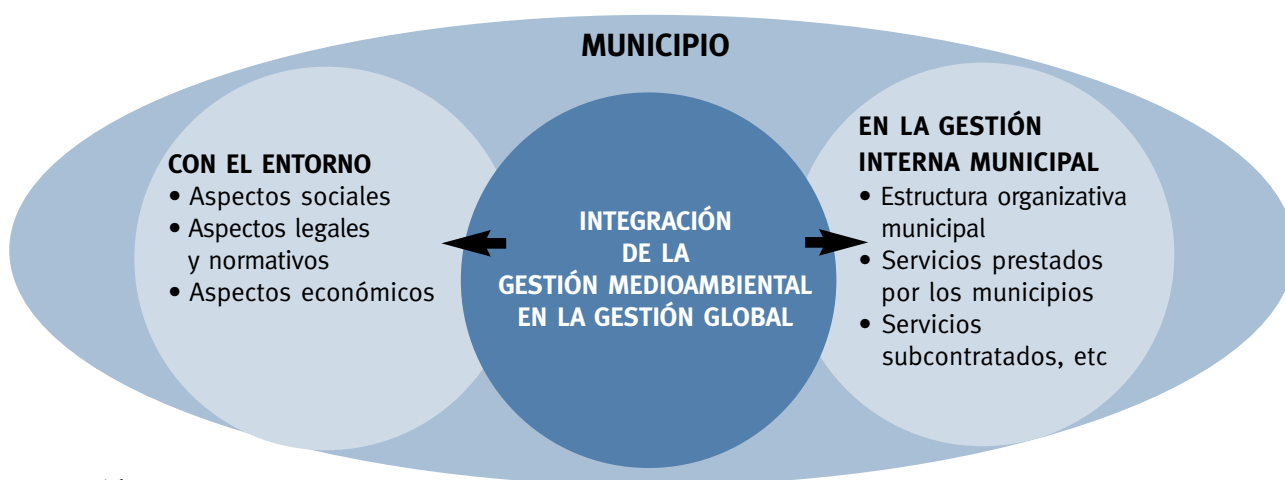 MUNICIPIO
CON EL ENTORNO
• Aspectos sociales
• Aspectos legales
y normativos
• Aspectos económicos
INTEGRACIÓN
DE LA
GESTIÓN MEDIOAMBIENTAL
EN LA GESTIÓN GLOBAL
EN LA GESTIÓN
INTERNA MUNICIPAL
• Estructura organizativa
municipal
• Servicios prestados
por los municipios
• Servicios
subcontratados, etc